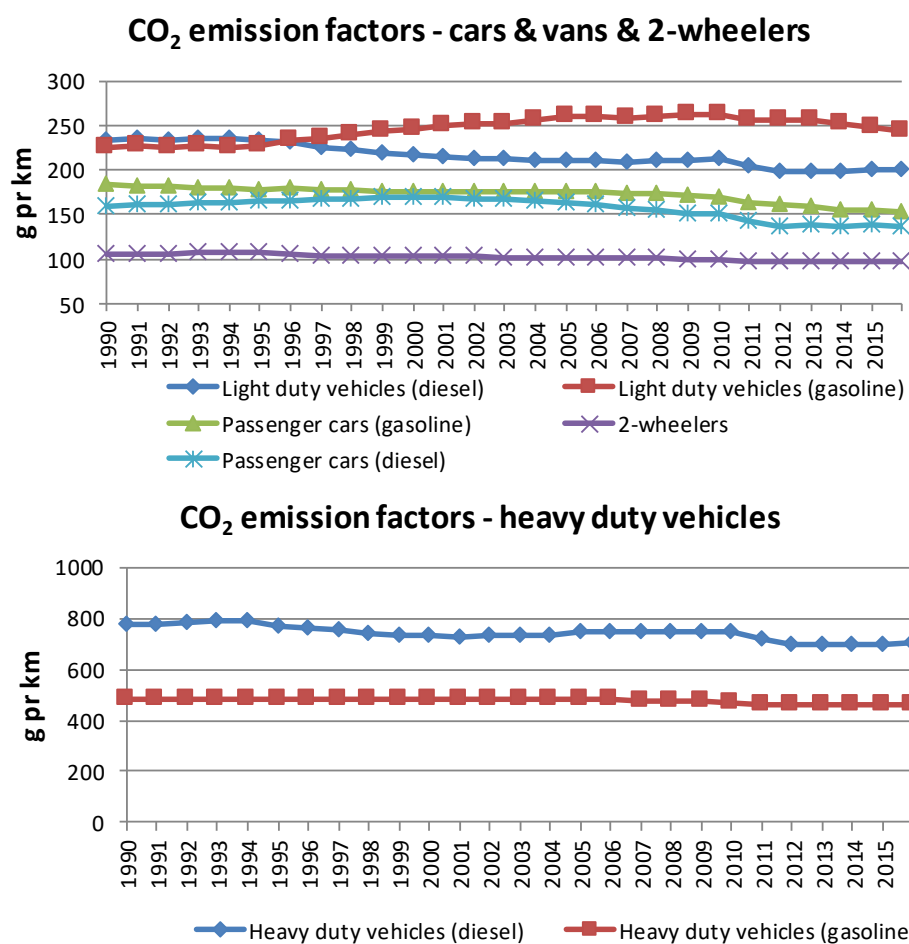 CO₂ emission factors - cars & vans & 2-wheelers
300
250
200
150
100
50
g pr km
1990 1991 1992 1993 1994 1995 1996 1997 1998 1999 2000 2001 2002 2003 2004 2005 2006 2007 2008 2009 2010 2011 2012 2013 2014 2015
Light duty vehicles (diesel) Light duty vehicles (gasoline)
Passenger cars (gasoline) 2-wheelers
Passenger cars (diesel)
CO₂ emission factors - heavy duty vehicles
1000
800
600
400
200
0
g pr km
1990 1991 1992 1993 1994 1995 1996 1997 1998 1999 2000 2001 2002 2003 2004 2005 2006 2007 2008 2009 2010 2011 2012 2013 2014 2015
Heavy duty vehicles (diesel) Heavy duty vehicles (gasoline